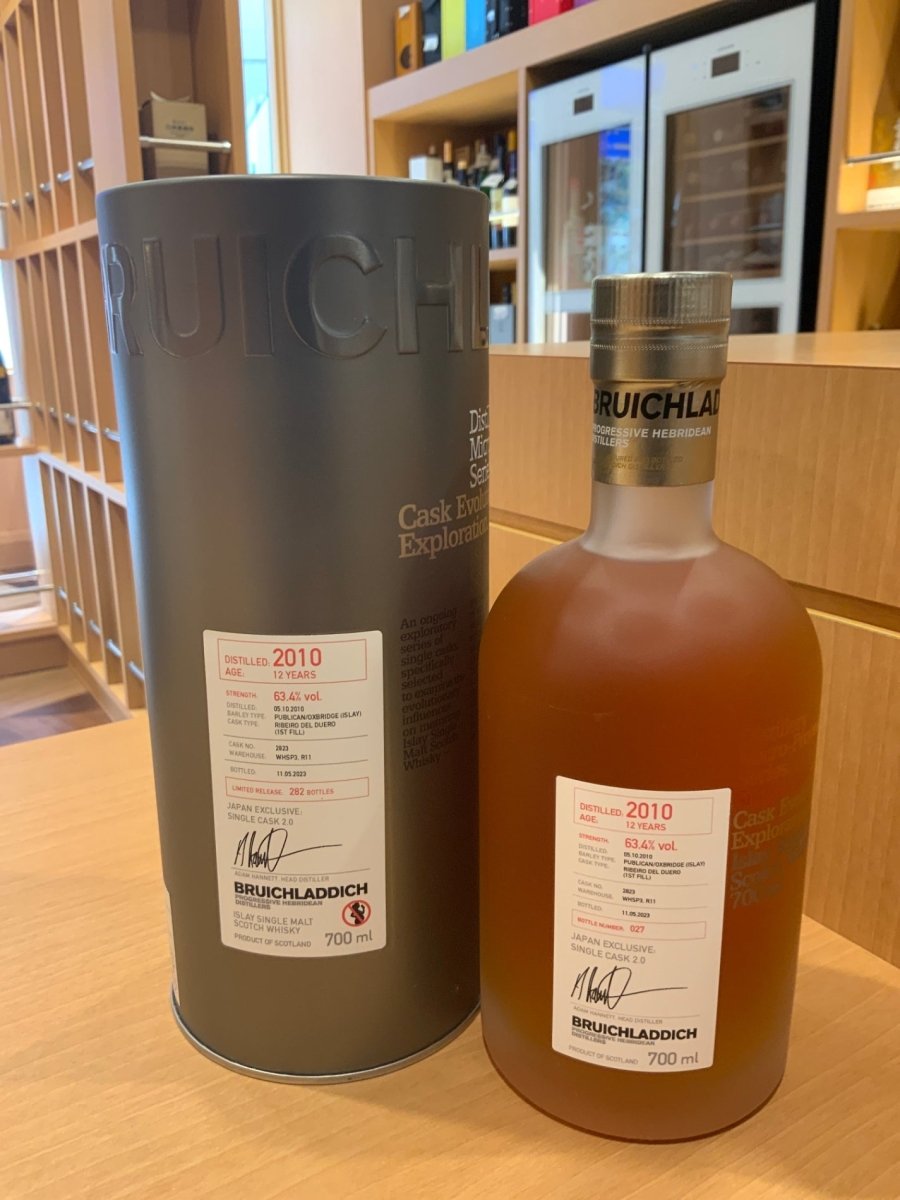 BRUICHL
Distil
Micr
Serie
Cask Evolu
Exploration
An ongoing
exploratory
series of
single casks,
specifically
selected
to examine the
evolutionary
influence
on maturing
Islay Single
Malt Scotch
Whisky
DISTILLED: 2010
AGE: 12 YEARS
STRENGTH: 63.4% vol.
DISTILLED: 05.10.2010
BARLEY TYPE: PUBLICAN/OXBRIDGE (ISLAY)
CASK TYPE: RIBEIRO DEL DUERO
(1ST FILL)
CASK NO. 2823
WAREHOUSE: WHSP3, R11
BOTTLED: 11.05.2023
LIMITED RELEASE: 282 BOTTLES
JAPAN EXCLUSIVE:
SINGLE CASK 2.0
ADAM HANNETT, HEAD DISTILLER
BRUICHLADDICH
PROGRESSIVE HEBRIDEAN
DISTILLERS
ISLAY SINGLE MALT
SCOTCH WHISKY
PRODUCT OF SCOTLAND 700 ml
BRUICHLAD
PROGRESSIVE HEBRIDEAN
DISTILLERS
Cask Evo
Explora
DISTILLED: 2010
AGE: 12 YEARS
STRENGTH: 63.4% vol.
DISTILLED: 05.10.2010
BARLEY TYPE: PUBLICAN/OXBRIDGE (ISLAY)
CASK TYPE: RIBEIRO DEL DUERO
(1ST FILL)
CASK NO. 2823
WAREHOUSE: WHSP3, R11
BOTTLED: 11.05.2023
BOTTLE NUMBER: 027
JAPAN EXCLUSIVE:
SINGLE CASK 2.0
ADAM HANNETT, HEAD DISTILLER
BRUICHLADDICH
PROGRESSIVE HEBRIDEAN
DISTILLERS
PRODUCT OF SCOTLAND 700 ml